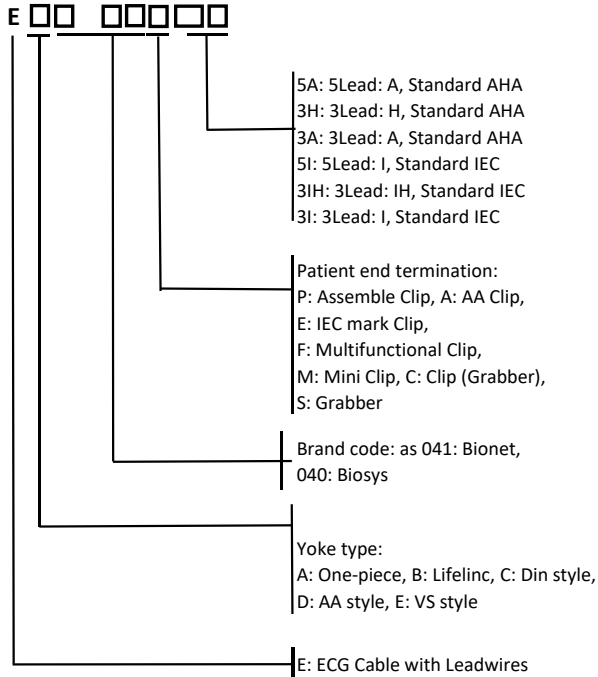 E
5A: 5Lead: A, Standard AHA
3H: 3Lead: H, Standard AHA
3A: 3Lead: A, Standard AHA
5I: 5Lead: I, Standard IEC
3IH: 3Lead: IH, Standard IEC
3I: 3Lead: I, Standard IEC
Patient end termination:
P: Assemble Clip, A: AA Clip,
E: IEC mark Clip,
F: Multifunctional Clip,
M: Mini Clip, C: Clip (Grabber),
S: Grabber
Brand code: as 041: Bionet,
040: Biosys
Yoke type:
A: One-piece, B: Lifelinc, C: Din style,
D: AA style, E: VS style
E: ECG Cable with Leadwires